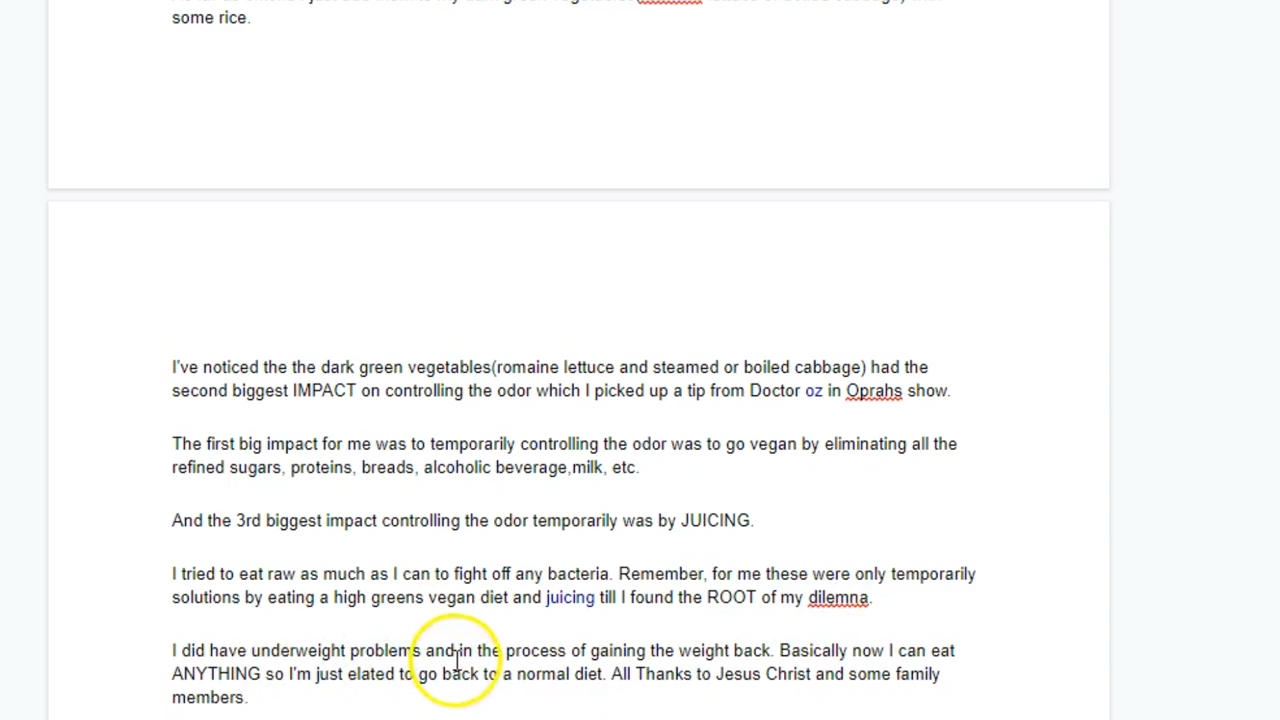 some rice.
I've noticed the the dark green vegetables(romaine lettuce and steamed or boiled cabbage) had the
second biggest IMPACT on controlling the odor which I picked up a tip from Doctor oz in Oprahs show.
The first big impact for me was to temporarily controlling the odor was to go vegan by eliminating all the
refined sugars, proteins, breads, alcoholic beverage,milk, etc.
And the 3rd biggest impact controlling the odor temporarily was by JUICING.
I tried to eat raw as much as I can to fight off any bacteria. Remember, for me these were only temporarily
solutions by eating a high greens vegan diet and juicing till I found the ROOT of my dilemna.
I did have underweight problems and in the process of gaining the weight back. Basically now I can eat
ANYTHING so I'm just elated to go back to a normal diet. All Thanks to Jesus Christ and some family
members.